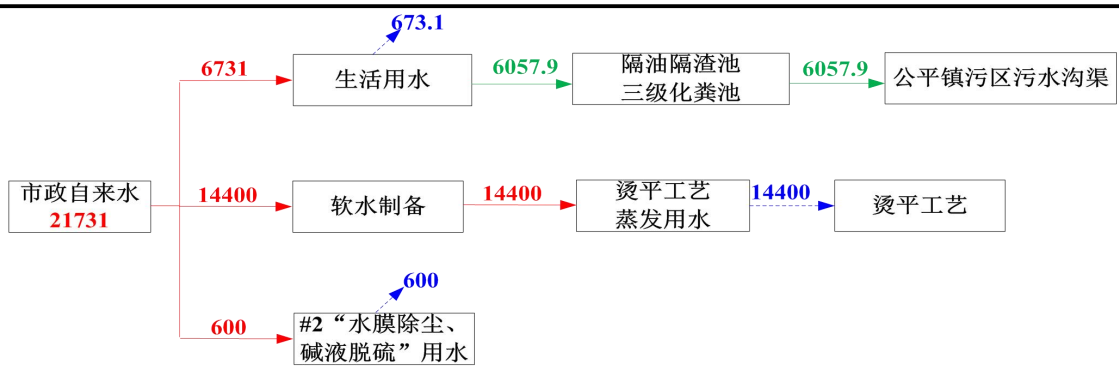 673.1
6731
生活用水
6057.9
隔油隔渣池
三级化粪池
6057.9
公平镇污区污水沟渠
市政自来水
21731
14400
软水制备
14400
烫平工艺
蒸发用水
14400
烫平工艺
600
600
#2“水膜除尘、
碱液脱硫”用水